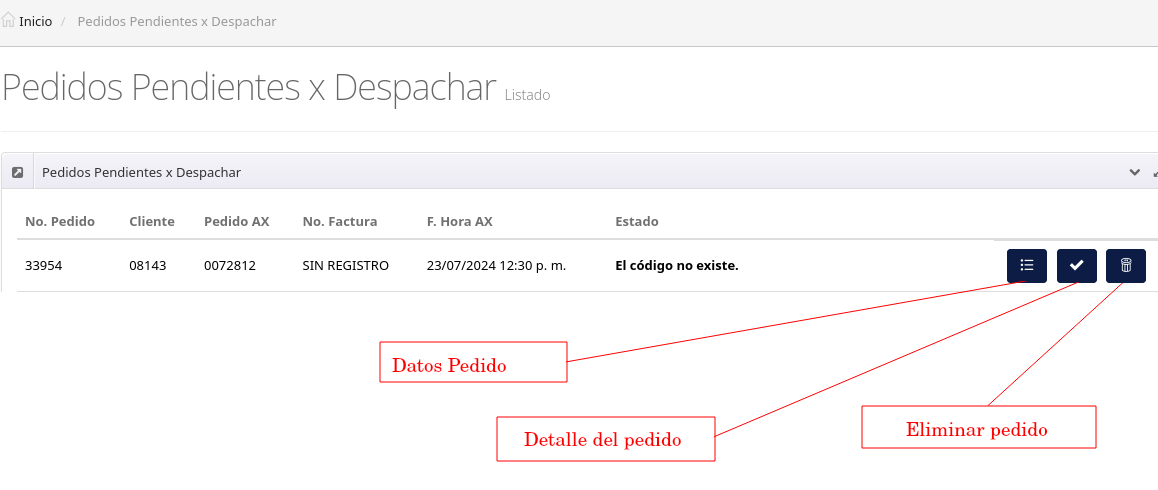 Inicio / Pedidos Pendientes x Despachar
Pedidos Pendientes x Despachar Listado
Pedidos Pendientes x Despachar
No. Pedido Cliente Pedido AX No. Factura F. Hora AX Estado
33954 08143 0072812 SIN REGISTRO 23/07/2024 12:30 p. m. El código no existe.
Datos Pedido
Detalle del pedido
Eliminar pedido